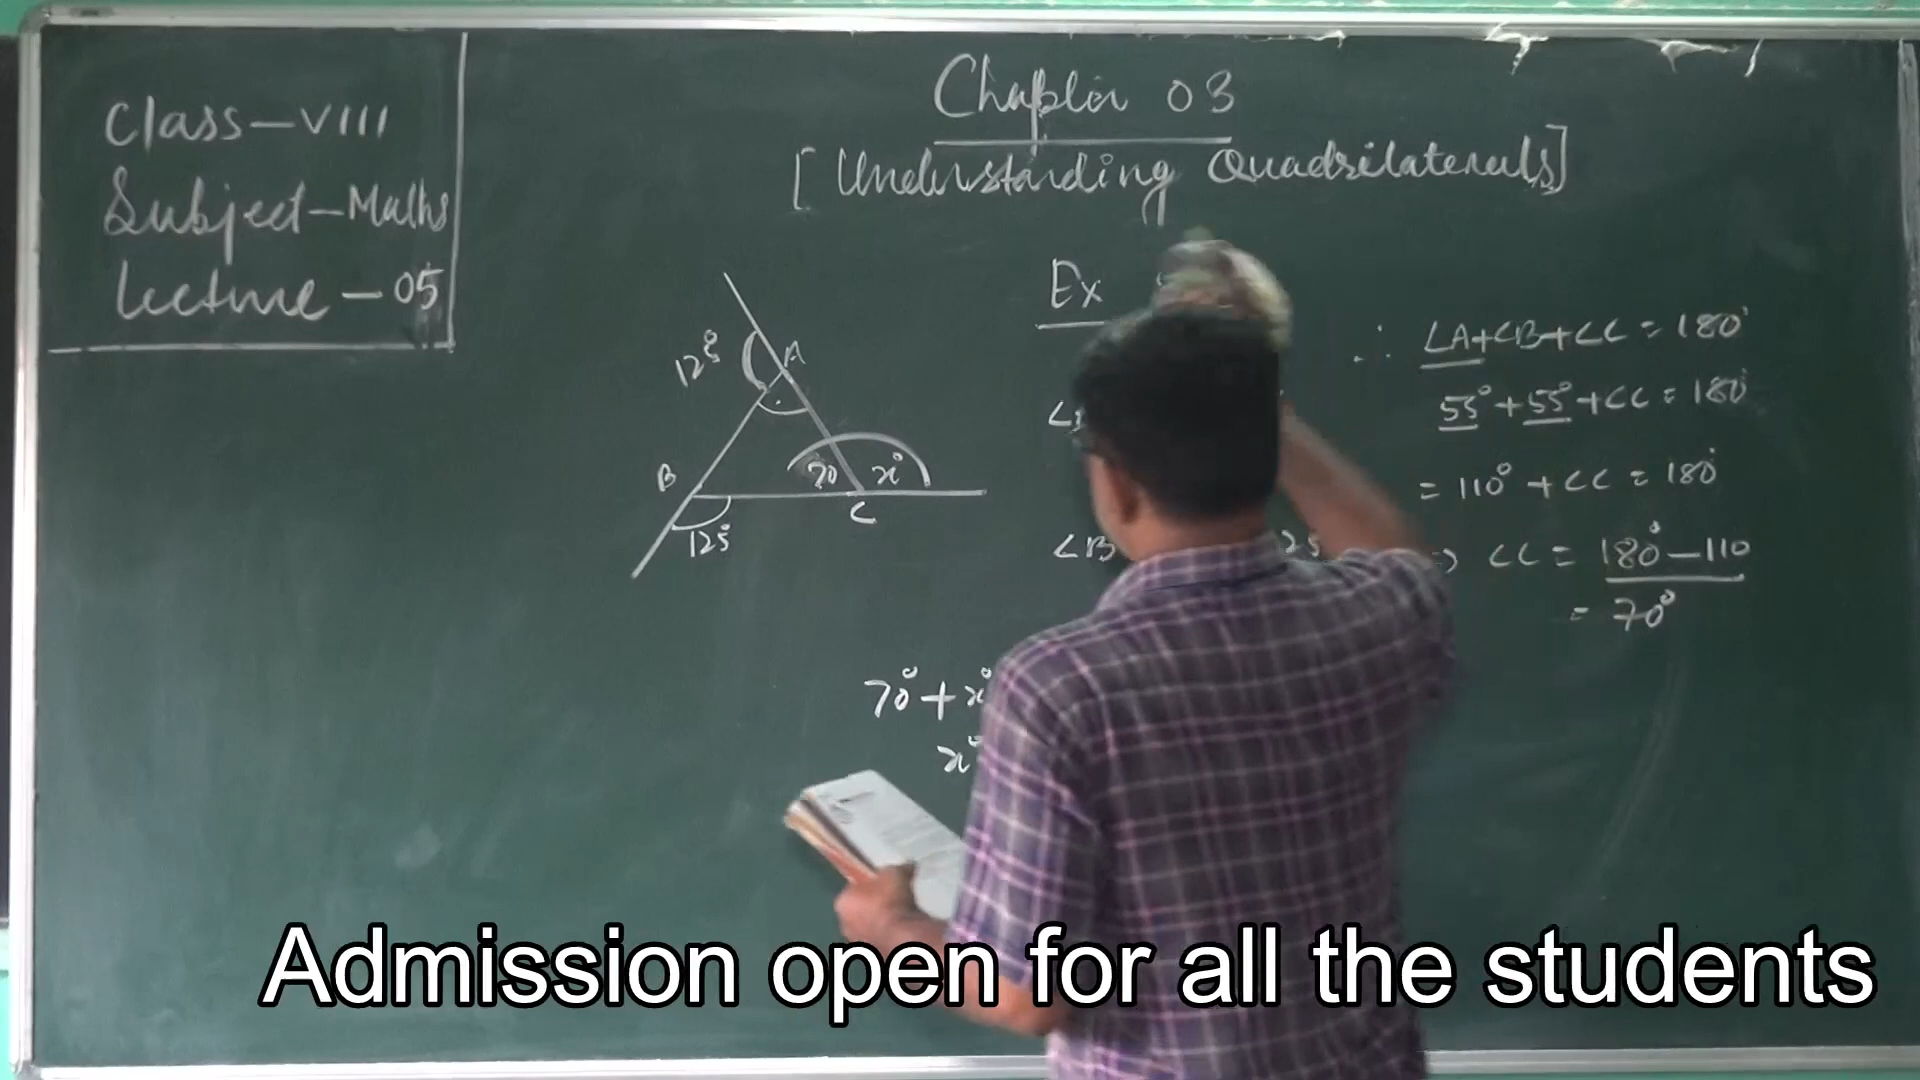 Class-VIII
Subject-Maths
Lecture-05
Chapter 03
[Understanding Quadrilaterals]
Ex
125°
A
B
70 x°
C
125°
∠B
∴ ∠A+∠B+∠C = 180°
55°+55°+∠C = 180°
= 110° + ∠C = 180°
∠C = 180°-110
= 70°
70°+x°
x°
Admission open for all the students